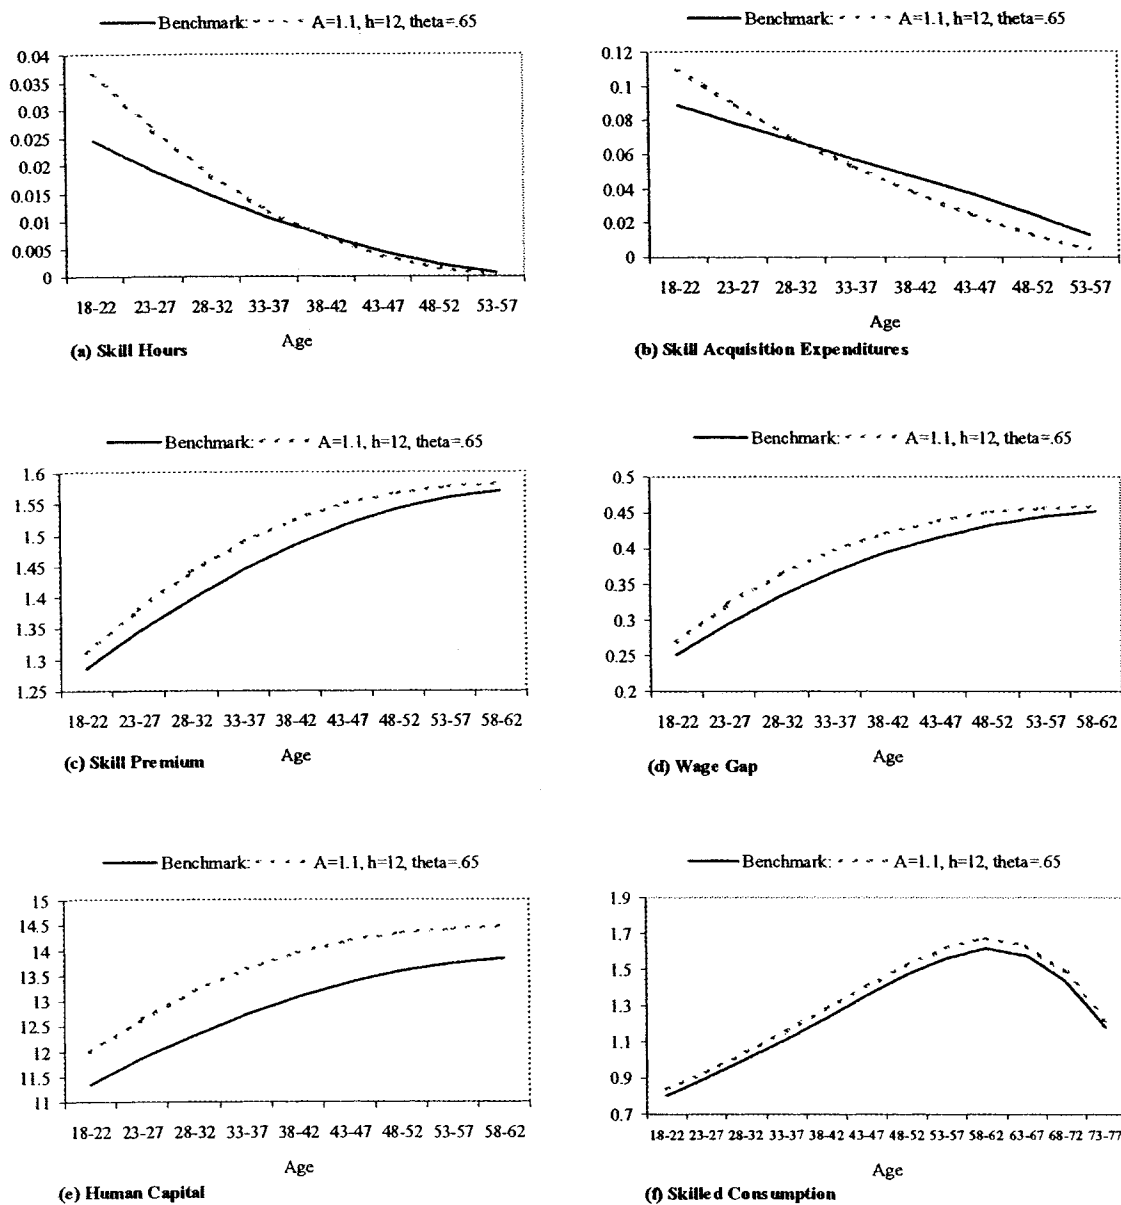 Benchmark: A=1.1, h=12, theta=.65
0.04
0.035
0.03
0.025
0.02
0.015
0.01
0.005
0
18-22 23-27 28-32 33-37 38-42 43-47 48-52 53-57
Age
(a) Skill Hours
Benchmark: A=1.1, h=12, theta=.65
0.12
0.1
0.08
0.06
0.04
0.02
0
18-22 23-27 28-32 33-37 38-42 43-47 48-52 53-57
Age
(b) Skill Acquisition Expenditures
Benchmark: A=1.1, h=12, theta=.65
1.6
1.55
1.5
1.45
1.4
1.35
1.3
1.25
18-22 23-27 28-32 33-37 38-42 43-47 48-52 53-57 58-62
Age
(c) Skill Premium
Benchmark: A=1.1, h=12, theta=.65
0.5
0.45
0.4
0.35
0.3
0.25
0.2
18-22 23-27 28-32 33-37 38-42 43-47 48-52 53-57 58-62
Age
(d) Wage Gap
Benchmark: A=1.1, h=12, theta=.65
15
14.5
14
13.5
13
12.5
12
11.5
11
18-22 23-27 28-32 33-37 38-42 43-47 48-52 53-57 58-62
Age
(e) Human Capital
Benchmark: A=1.1, h=12, theta=.65
1.9
1.7
1.5
1.3
1.1
0.9
0.7
18-22 23-27 28-32 33-37 38-42 43-47 48-52 53-57 58-62 63-67 68-72 73-77
Age
(f) Skilled Consumption